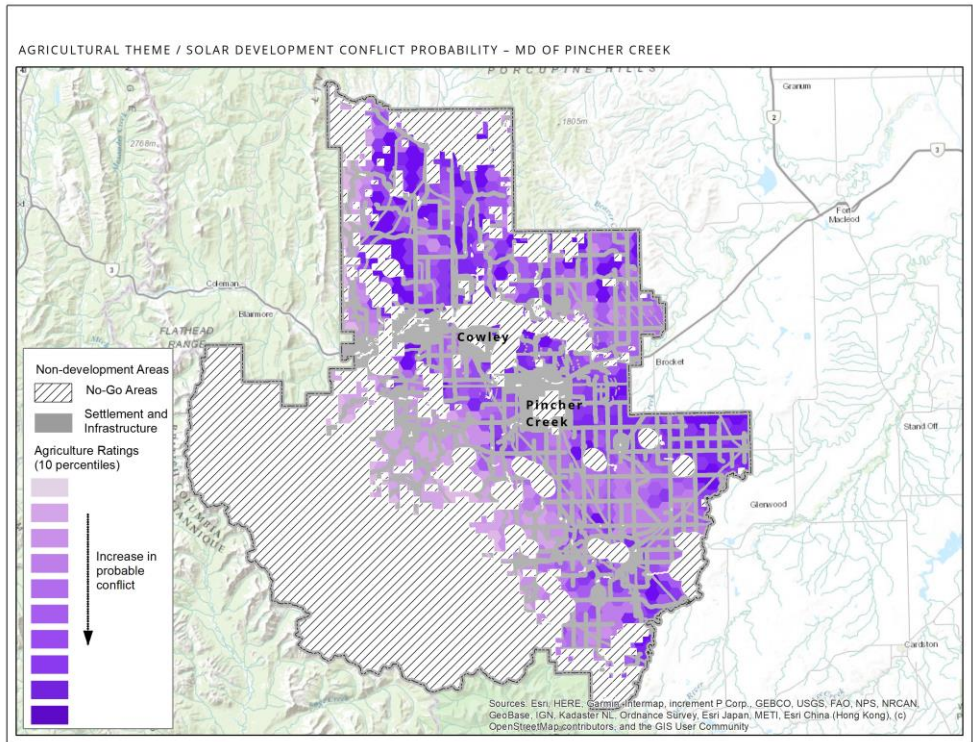 AGRICULTURAL THEME / SOLAR DEVELOPMENT CONFLICT PROBABILITY – MD OF PINCHER CREEK
PORCUPINE HILLS
Granum
2
1805m
2768m
3
Fort
Macleod
3
Coleman
Blairmore
FLATHEAD
RANGE
Cowley
Brocket
Pincher
Creek
Stand Off
Glenwood
Cardston
Non-development Areas
No-Go Areas
Settlement and
Infrastructure
Agriculture Ratings
(10 percentiles)
Increase in
probable
conflict
Sources: Esri, HERE, Garmin, Intermap, increment P Corp., GEBCO, USGS, FAO, NPS, NRCAN,
GeoBase, IGN, Kadaster NL, Ordnance Survey, Esri Japan, METI, Esri China (Hong Kong), (c)
OpenStreetMap contributors, and the GIS User Community